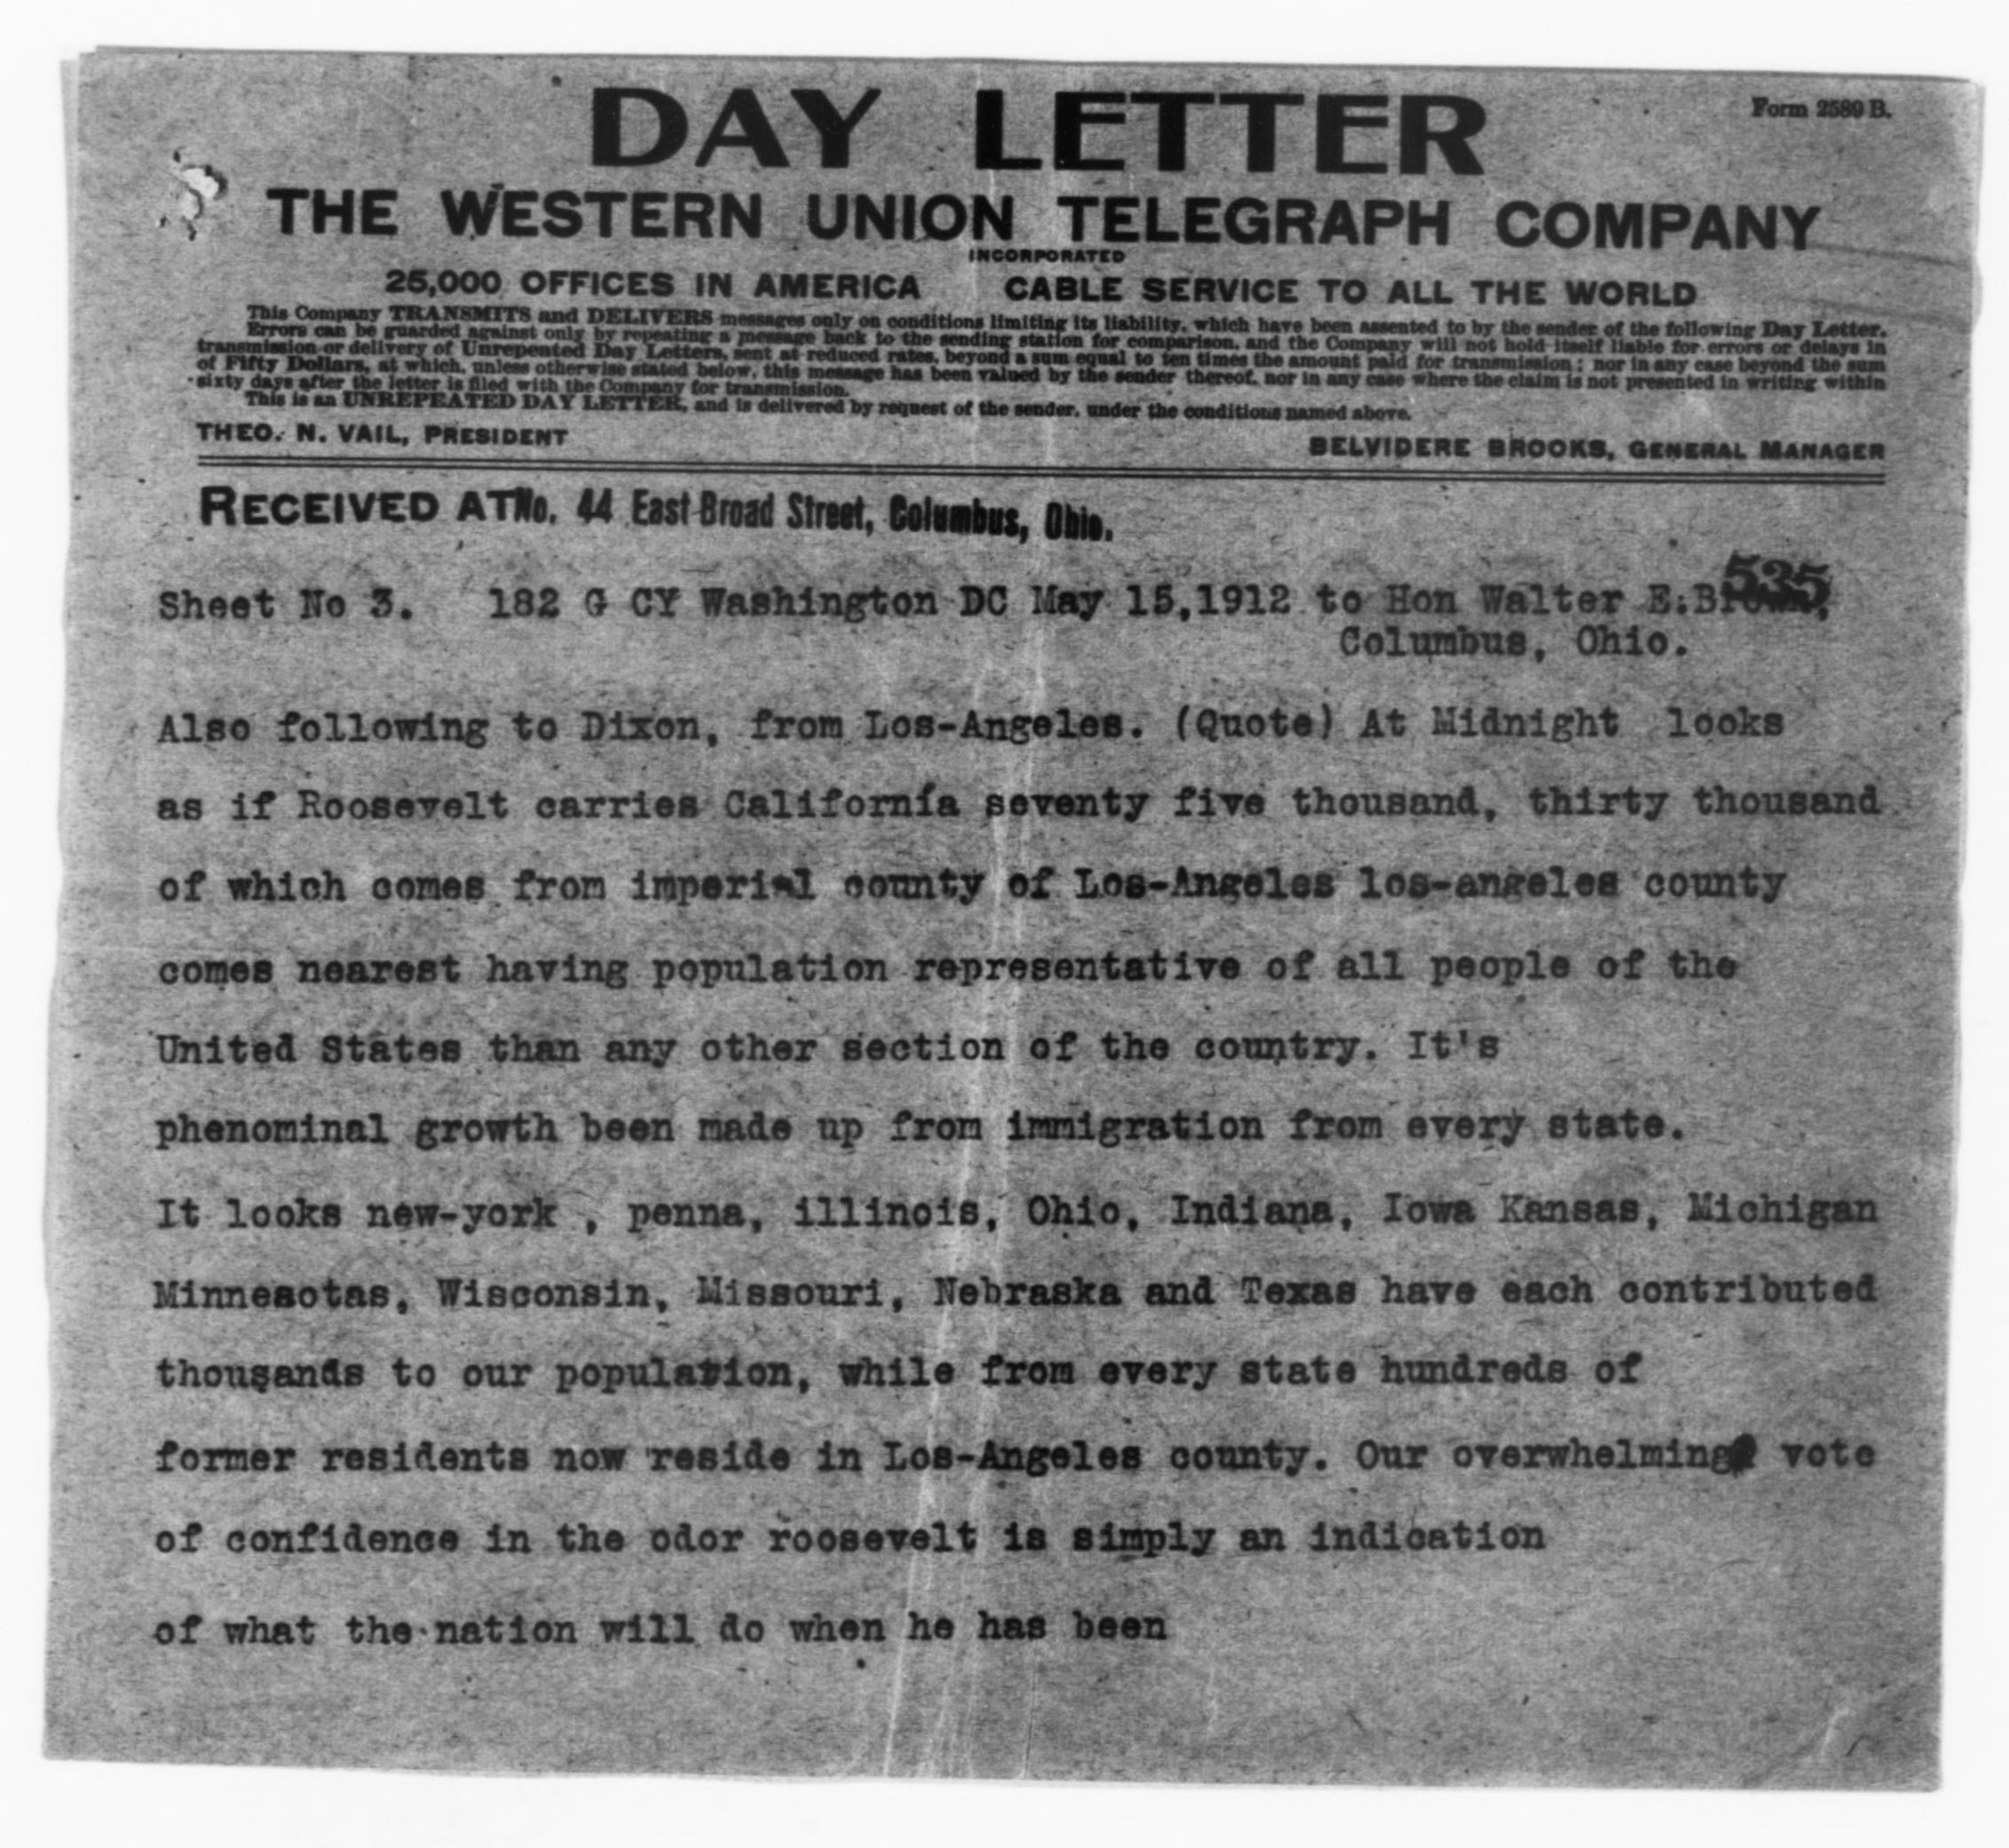 DAY LETTER
Form 2589 B.
THE WESTERN UNION TELEGRAPH COMPANY
INCORPORATED
25,000 OFFICES IN AMERICA CABLE SERVICE TO ALL THE WORLD
This Company TRANSMITS and DELIVERS messages only on conditions limiting its liability, which have been assented to by the sender of the following Day Letter.
Errors can be guarded against only by repeating a message back to the sending station for comparison, and the Company will not hold itself liable for errors or delays in
transmission or delivery of Unrepeated Day Letters, sent at reduced rates, beyond a sum equal to ten times the amount paid for transmission; nor in any case beyond the sum
of Fifty Dollars, at which, unless otherwise stated below, this message has been valued by the sender thereof, nor in any case where the claim is not presented in writing within
sixty days after the letter is filed with the Company for transmission.
This is an UNREPEATED DAY LETTER, and is delivered by request of the sender, under the conditions named above.
THEO. N. VAIL, PRESIDENT
BELVIDERE BROOKS, GENERAL MANAGER
RECEIVED AT No. 44 East Broad Street, Columbus, Ohio.
535
Sheet No 3. 182 G CY Washington DC May 15,1912 to Hon Walter E.Brown,
Columbus, Ohio.
Also following to Dixon, from Los-Angeles. (Quote) At Midnight looks
as if Roosevelt carries California seventy five thousand, thirty thousand
of which comes from imperial county of Los-Angeles los-angeles county
comes nearest having population representative of all people of the
United States than any other section of the country. It's
phenominal growth been made up from immigration from every state.
It looks new-york , penna, illinois, Ohio, Indiana, Iowa Kansas, Michigan
Minnesotas, Wisconsin, Missouri, Nebraska and Texas have each contributed
thousands to our population, while from every state hundreds of
former residents now reside in Los-Angeles county. Our overwhelming vote
of confidence in the odor roosevelt is simply an indication
of what the nation will do when he has been